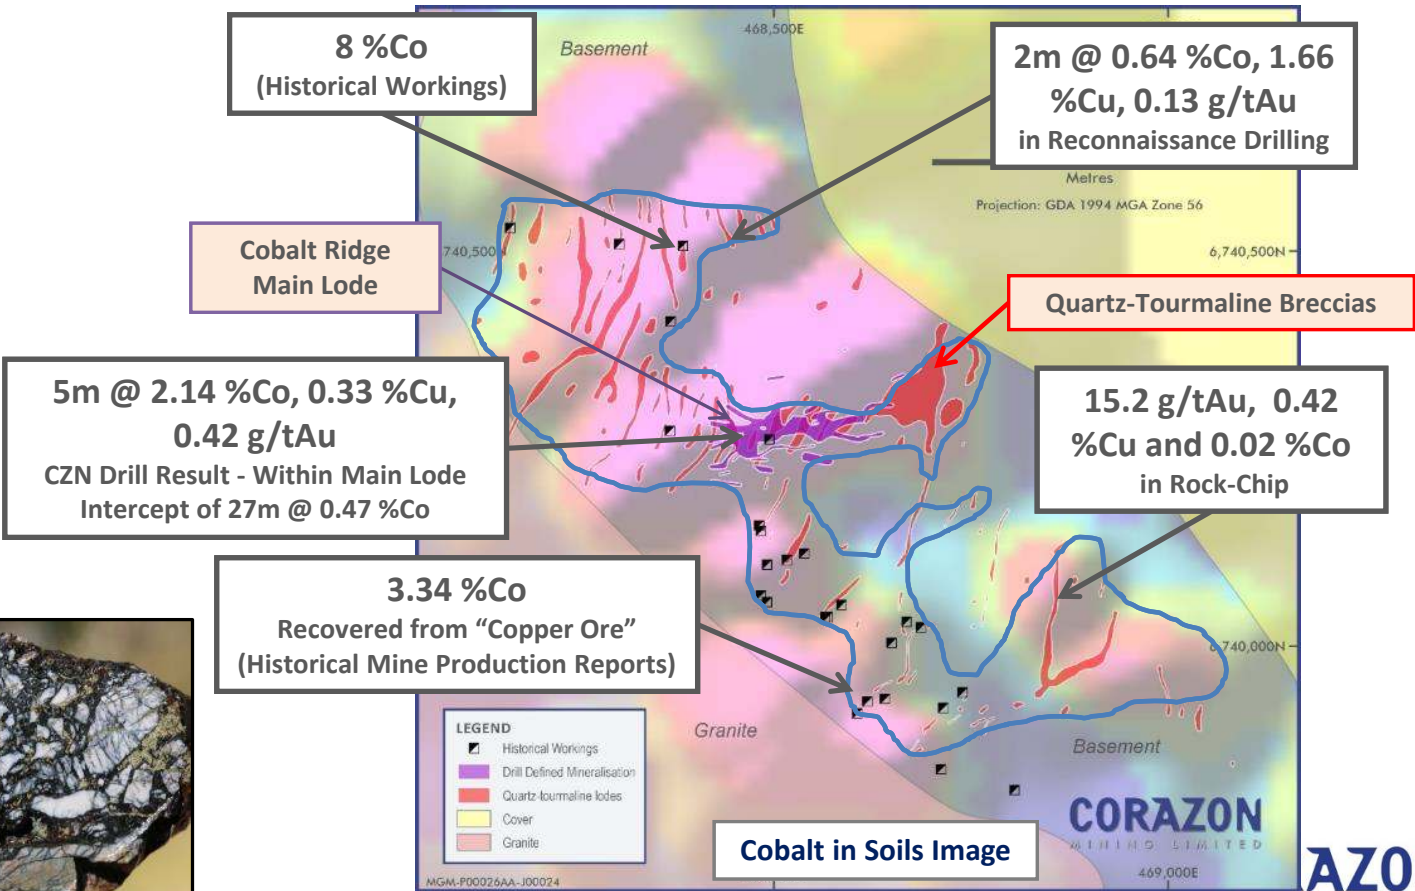 8 %Co
(Historical Workings)
Basement
468,500E
2m @ 0.64 %Co, 1.66
%Cu, 0.13 g/tAu
in Reconnaissance Drilling
Metres
Projection: GDA 1994 MGA Zone 56
Cobalt Ridge
Main Lode
740,500
6,740,500N
Quartz-Tourmaline Breccias
5m @ 2.14 %Co, 0.33 %Cu,
0.42 g/tAu
CZN Drill Result - Within Main Lode
Intercept of 27m @ 0.47 %Co
15.2 g/tAu, 0.42
%Cu and 0.02 %Co
in Rock-Chip
3.34 %Co
Recovered from “Copper Ore”
(Historical Mine Production Reports)
6,740,000N
LEGEND
Historical Workings
Drill Defined Mineralisation
Quartz-tourmaline lodes
Cover
Granite
Granite
Basement
CORAZON
MINING LIMITED
Cobalt in Soils Image
469,000E
MGM-P00026AA-J00024
AZO